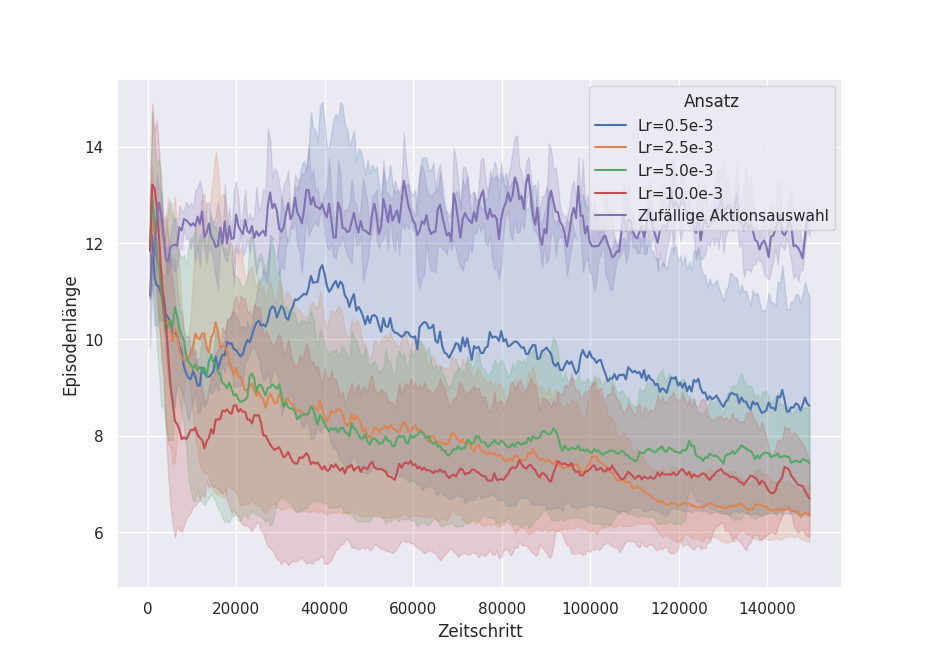 Ansatz
Lr=0.5e-3
Lr=2.5e-3
Lr=5.0e-3
Lr=10.0e-3
Zufällige Aktionsauswahl
Episodenlänge
14
12
10
8
6
0 20000 40000 60000 80000 100000 120000 140000
Zeitschritt